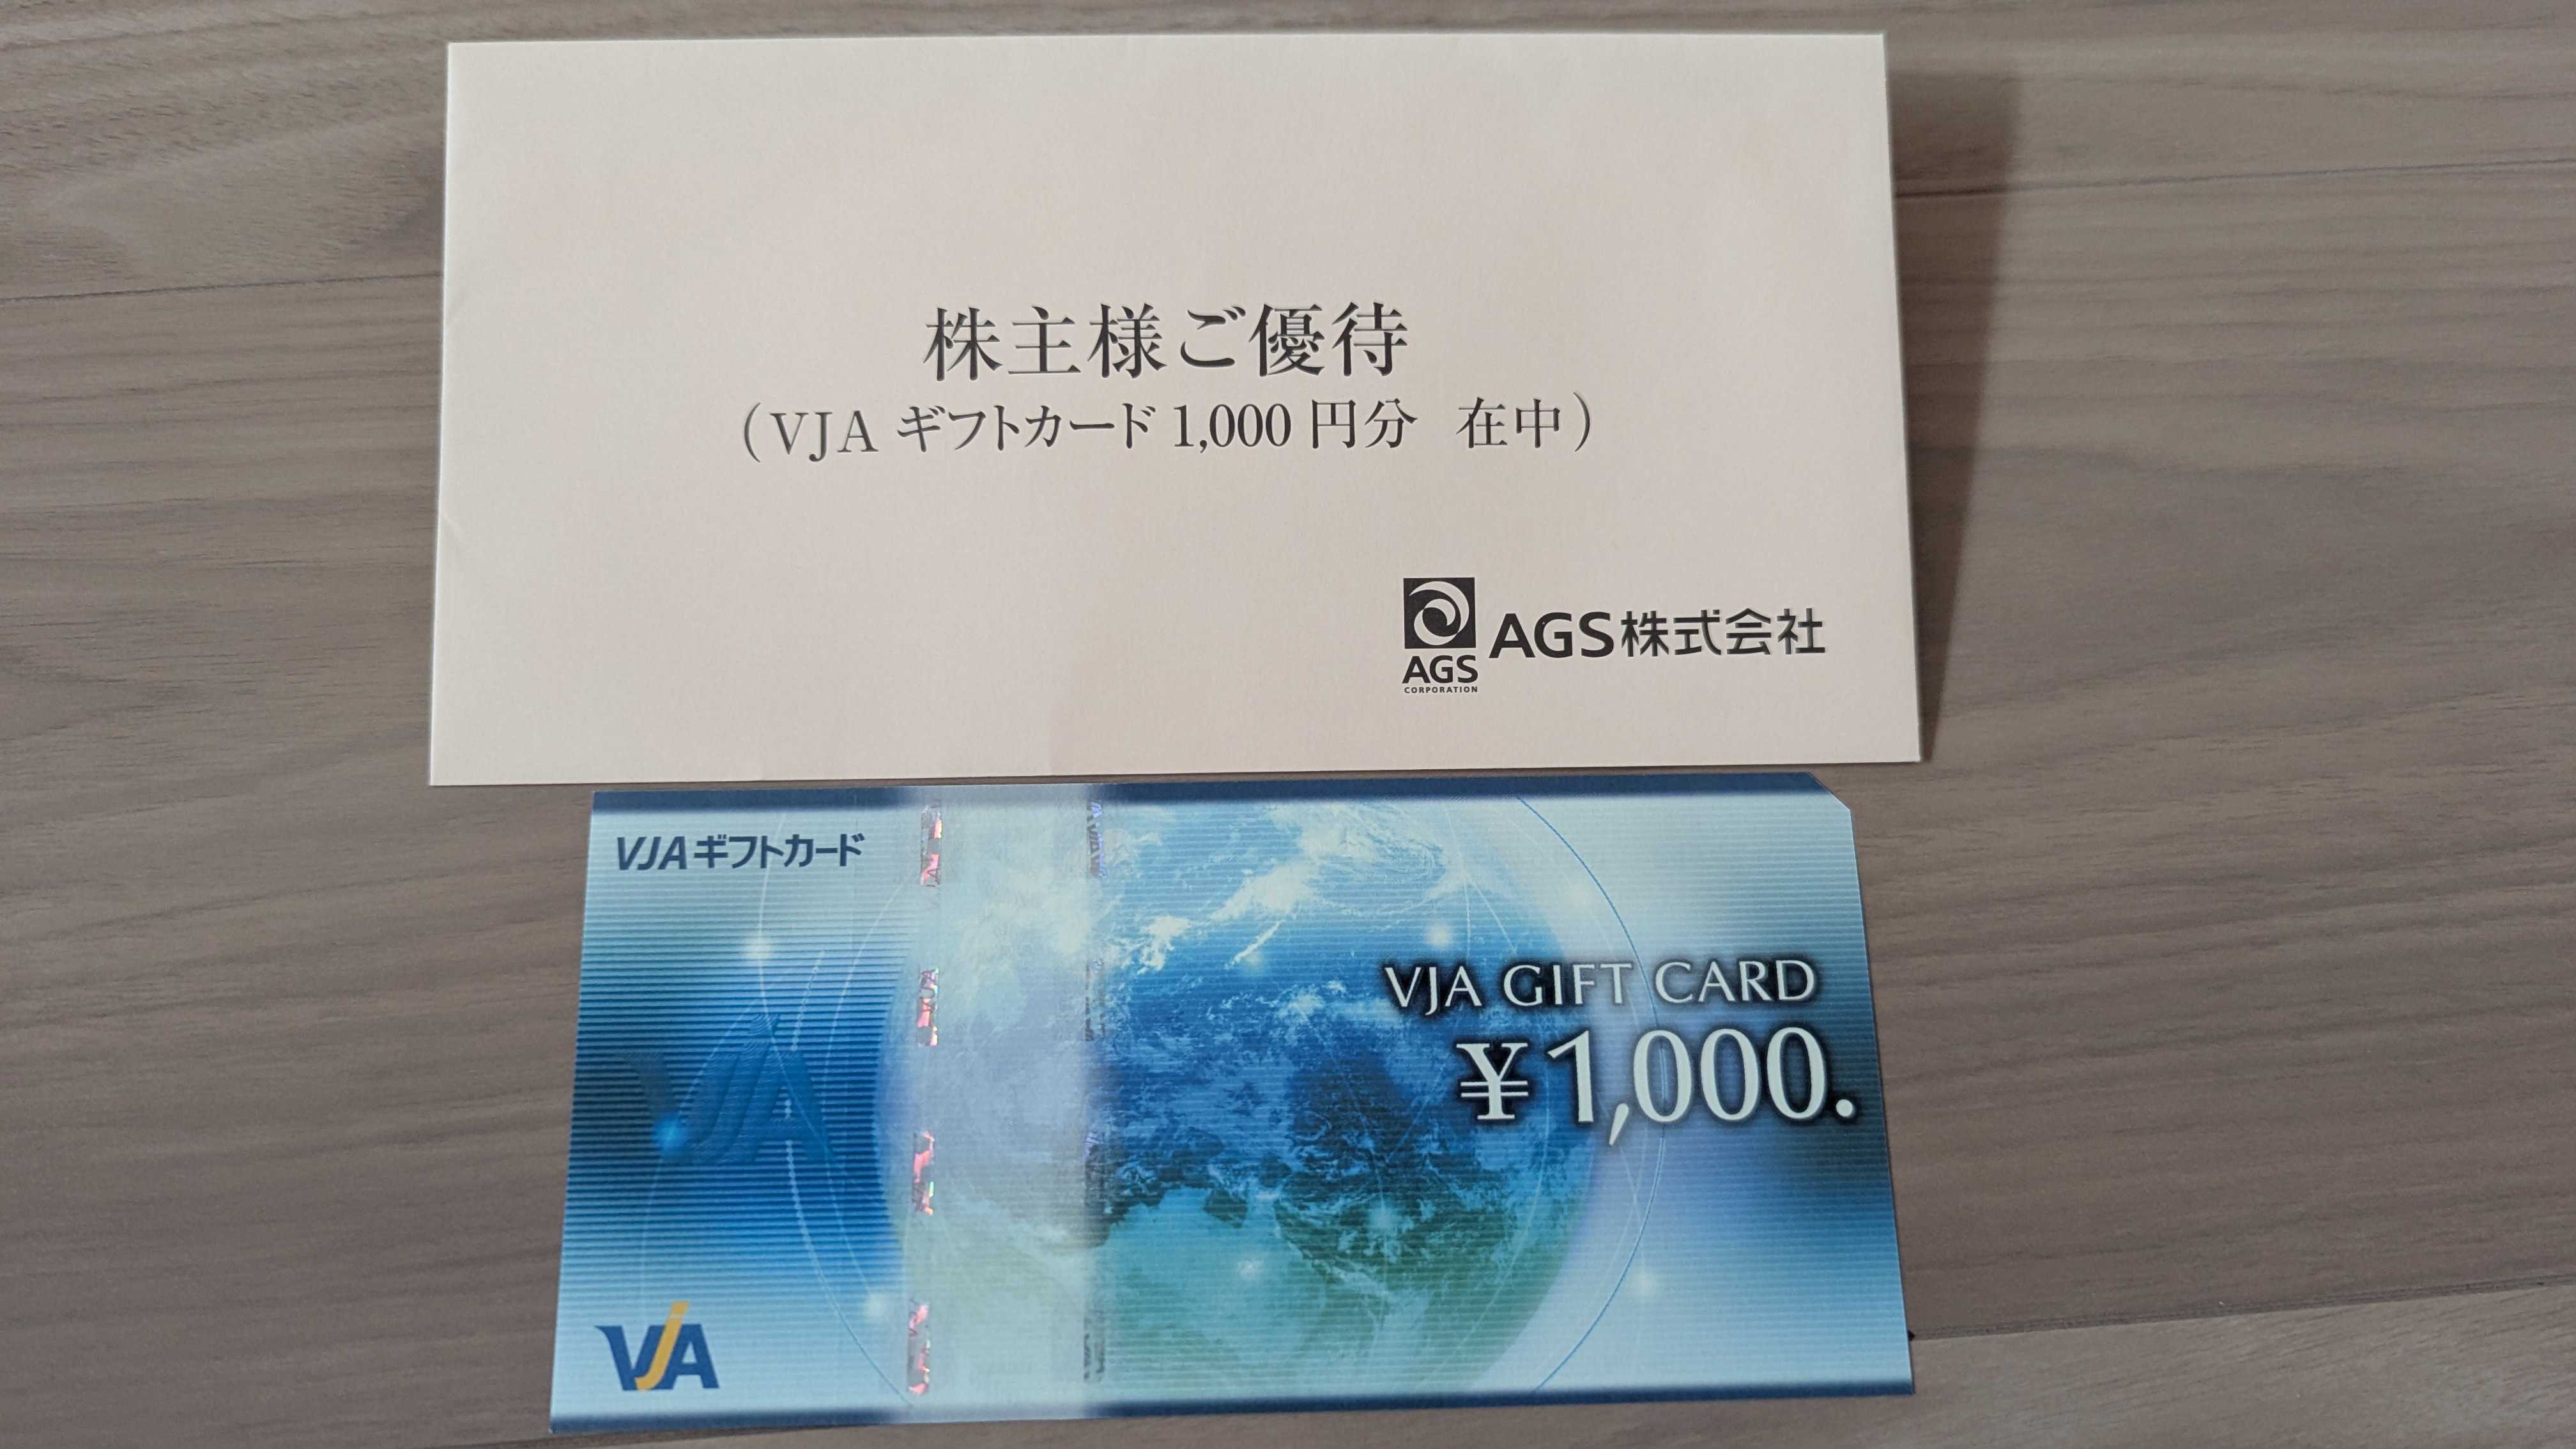 株主様ご優待
（VJA ギフトカード 1,000 円分　在中）
AGS
CORPORATION
AGS株式会社
VJAギフトカード
VJA
VJA GIFT CARD
¥1,000.
VJA